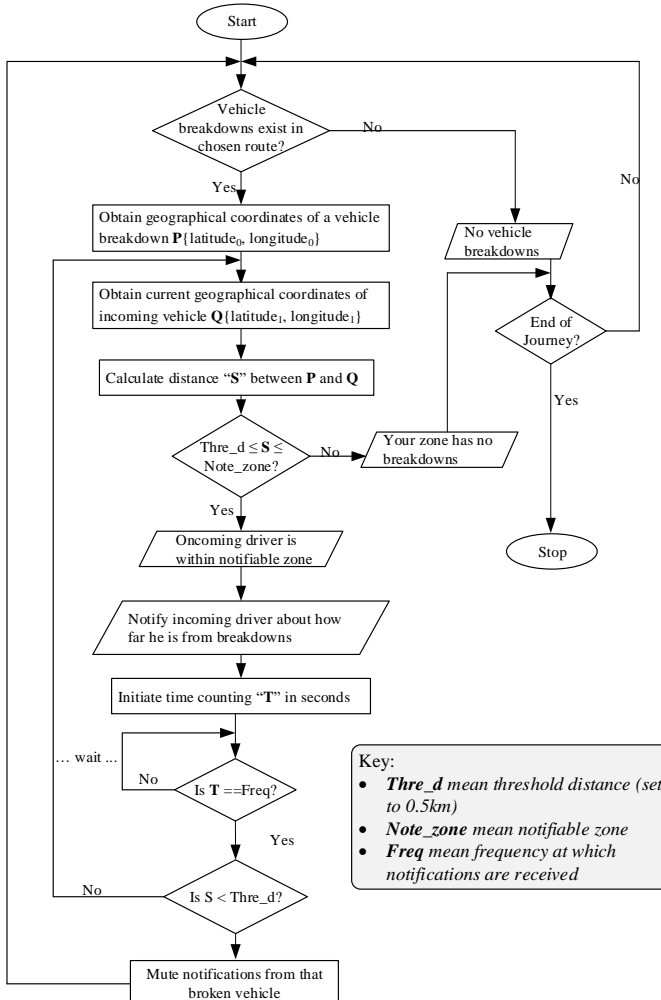 Start
Vehicle
breakdowns exist in
chosen route?
No
No
Yes
Obtain geographical coordinates of a vehicle
breakdown P{latitude₀, longitude₀}
No vehicle
breakdowns
Obtain current geographical coordinates of
incoming vehicle Q{latitude₁, longitude₁}
End of
Journey?
Calculate distance “S” between P and Q
Yes
Thre_d ≤ S ≤
Note_zone?
No
Your zone has no
breakdowns
Yes
Oncoming driver is
within notifiable zone
Stop
Notify incoming driver about how
far he is from breakdowns
Initiate time counting “T” in seconds
... wait ...
No
Is T ==Freq?
Yes
Key:
• Thre_d mean threshold distance (set
to 0.5km)
• Note_zone mean notifiable zone
• Freq mean frequency at which
notifications are received
No
Is S < Thre_d?
Mute notifications from that
broken vehicle